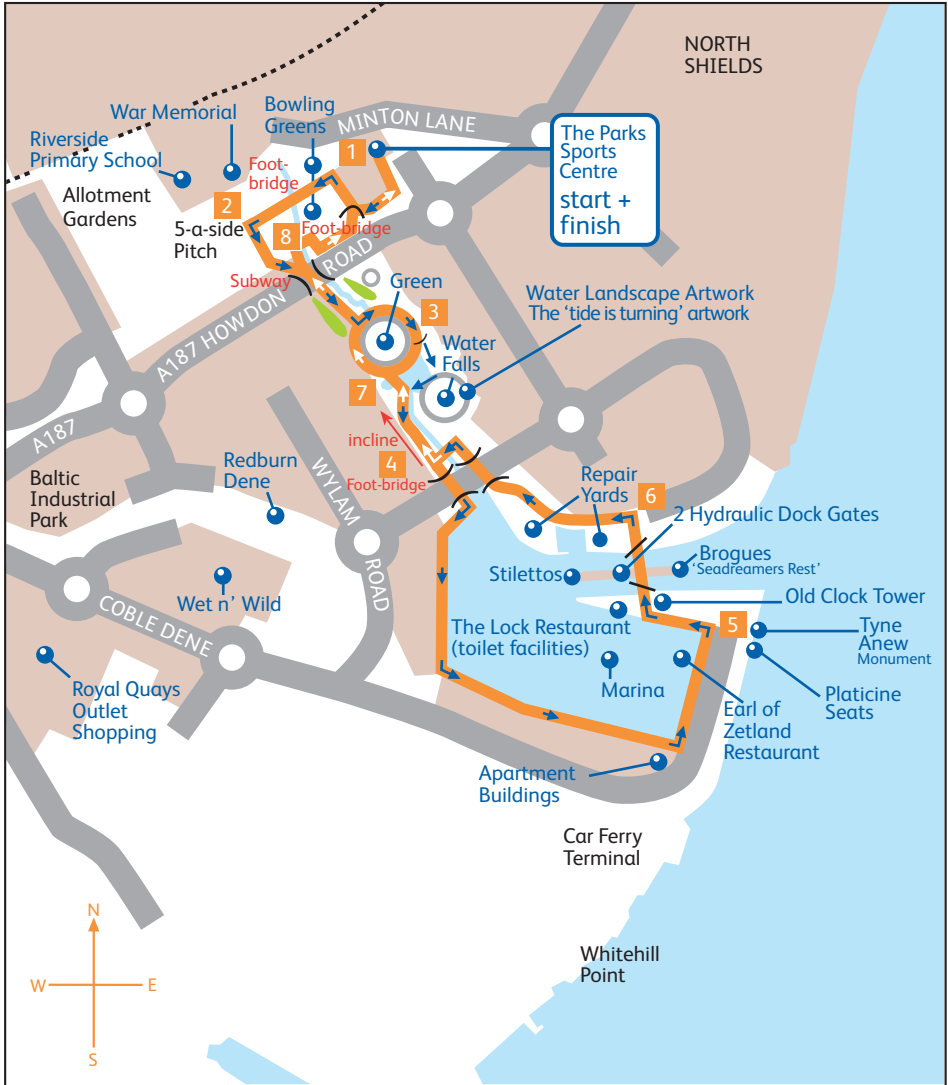 NORTH
SHIELDS
War Memorial
Bowling
Greens
MINTON LANE
Riverside
Primary School
Foot-
bridge
1
The Parks
Sports
Centre
start +
finish
Allotment
Gardens
2
5-a-side
Pitch
8
Foot-bridge
Subway
A187 HOWDON
ROAD
Green
Water Landscape Artwork
The ‘tide is turning’ artwork
3
Water
Falls
7
A187
incline
4
Foot-bridge
Baltic
Industrial
Park
Redburn
Dene
WYLAM
ROAD
Repair
Yards
6
2 Hydraulic Dock Gates
Stilettos
Brogues
‘Seadreamers Rest’
Wet n’ Wild
Old Clock Tower
COBLE DENE
The Lock Restaurant
(toilet facilities)
5
Tyne
Anew
Monument
Marina
Royal Quays
Outlet
Shopping
Earl of
Zetland
Restaurant
Platicine
Seats
Apartment
Buildings
Car Ferry
Terminal
Whitehill
Point
N
W
E
S